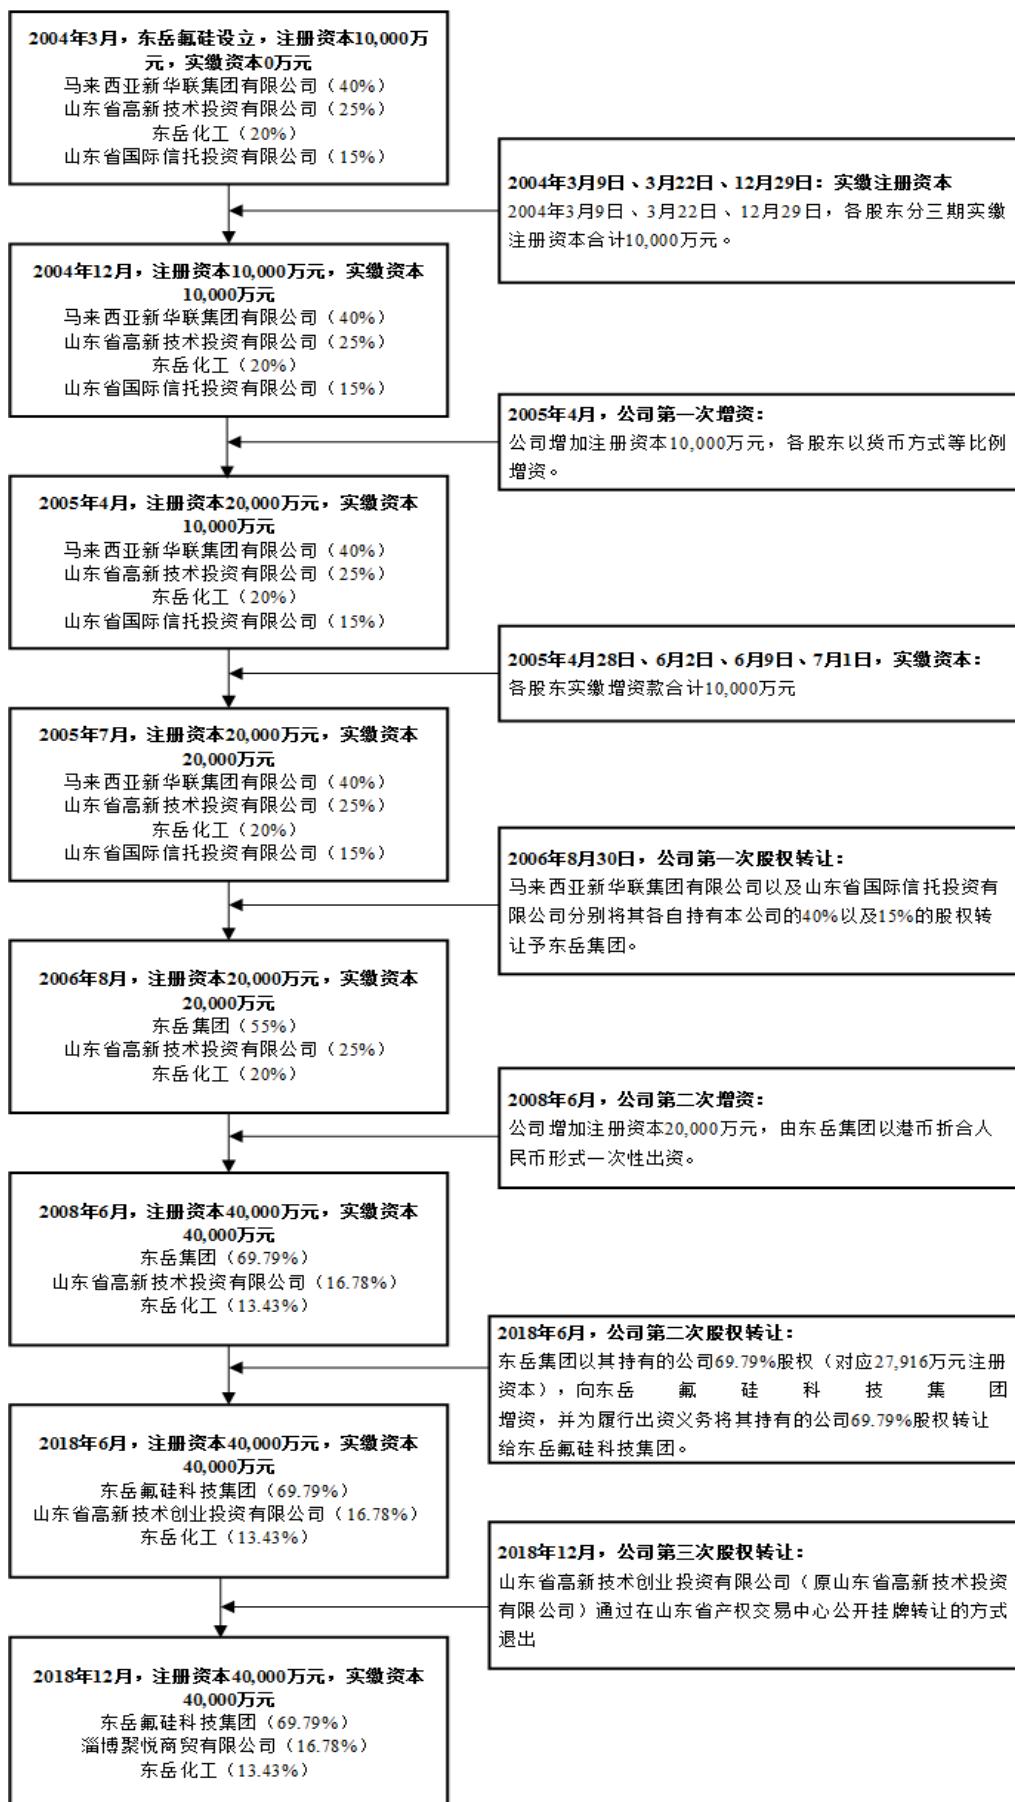 2004年3月，东岳氟硅设立，注册资本10,000万
元，实缴资本0万元
马来西亚新华联集团有限公司（40%）
山东省高新技术投资有限公司（25%）
东岳化工（20%）
山东省国际信托投资有限公司（15%）
2004年3月9日、3月22日、12月29日：实缴注册资本
2004年3月9日、3月22日、12月29日，各股东分三期实缴
注册资本合计10,000万元。
2004年12月，注册资本10,000万元，实缴资本
10,000万元
马来西亚新华联集团有限公司（40%）
山东省高新技术投资有限公司（25%）
东岳化工（20%）
山东省国际信托投资有限公司（15%）
2005年4月，公司第一次增资：
公司增加注册资本10,000万元，各股东以货币方式等比例
增资。
2005年4月，注册资本20,000万元，实缴资本
10,000万元
马来西亚新华联集团有限公司（40%）
山东省高新技术投资有限公司（25%）
东岳化工（20%）
山东省国际信托投资有限公司（15%）
2005年4月28日、6月2日、6月9日、7月1日，实缴资本：
各股东实缴增资款合计10,000万元
2005年7月，注册资本20,000万元，实缴资本
20,000万元
马来西亚新华联集团有限公司（40%）
山东省高新技术投资有限公司（25%）
东岳化工（20%）
山东省国际信托投资有限公司（15%）
2006年8月30日，公司第一次股权转让：
马来西亚新华联集团有限公司以及山东省国际信托投资有
限公司分别将其各自持有本公司的40%以及15%的股权转
让予东岳集团。
2006年8月，注册资本20,000万元，实缴资本
20,000万元
东岳集团（55%）
山东省高新技术投资有限公司（25%）
东岳化工（20%）
2008年6月，公司第二次增资：
公司增加注册资本20,000万元，由东岳集团以港币折合人
民币形式一次性出资。
2008年6月，注册资本40,000万元，实缴资本
40,000万元
东岳集团（69.79%）
山东省高新技术投资有限公司（16.78%）
东岳化工（13.43%）
2018年6月，公司第二次股权转让：
东岳集团以其持有的公司69.79%股权（对应27,916万元注册
资本），向东岳 氟 硅 科 技 集 团
增资，并为履行出资义务将其持有的公司69.79%股权转让
给东岳氟硅科技集团。
2018年6月，注册资本40,000万元，实缴资本
40,000万元
东岳氟硅科技集团（69.79%）
山东省高新技术创业投资有限公司（16.78%）
东岳化工（13.43%）
2018年12月，公司第三次股权转让：
山东省高新技术创业投资有限公司（原山东省高新技术投资
有限公司）通过在山东省产权交易中心公开挂牌转让的方式
退出
2018年12月，注册资本40,000万元，实缴资本
40,000万元
东岳氟硅科技集团（69.79%）
淄博聚悦商贸有限公司（16.78%）
东岳化工（13.43%）